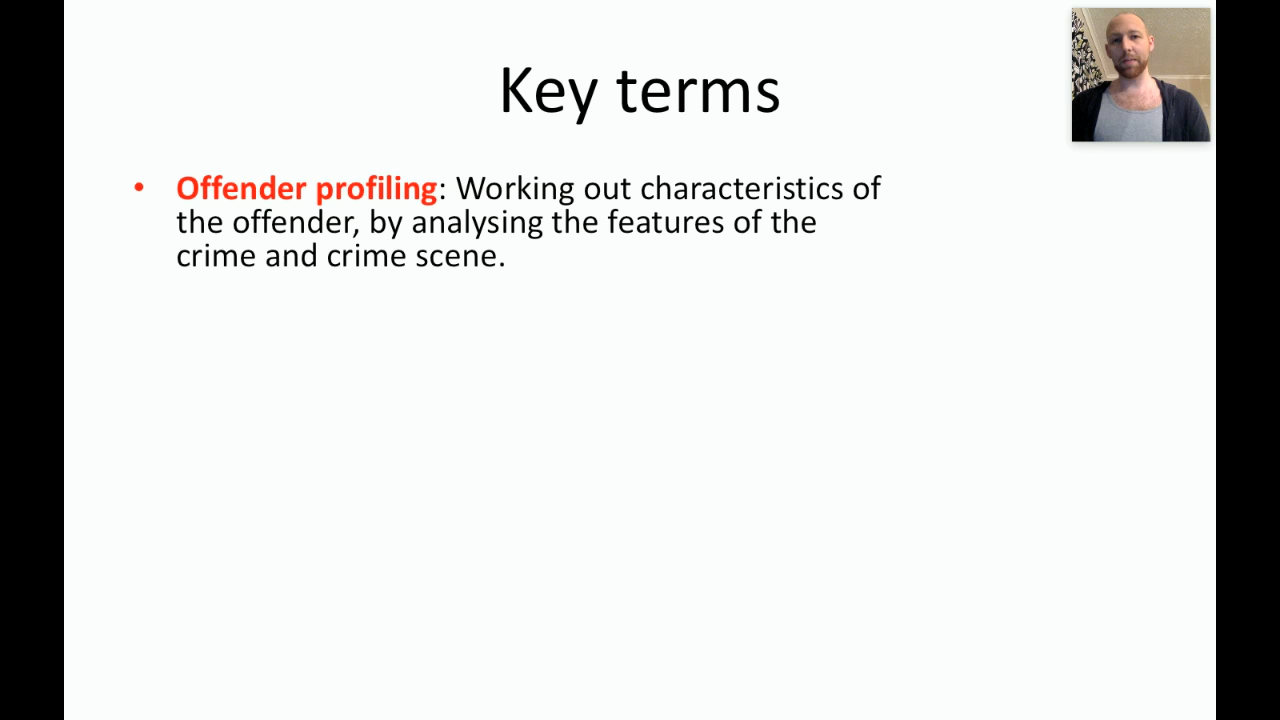 Key terms
• Offender profiling: Working out characteristics of
the offender, by analysing the features of the
crime and crime scene.